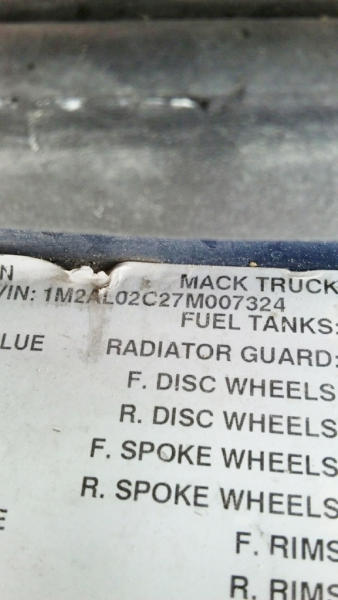 N MACK TRUCK
VIN: 1M2AL02C27M007324
FUEL TANKS:
LUE RADIATOR GUARD:
F. DISC WHEELS
R. DISC WHEELS
F. SPOKE WHEELS
R. SPOKE WHEELS
E F. RIMS
R. RIMS